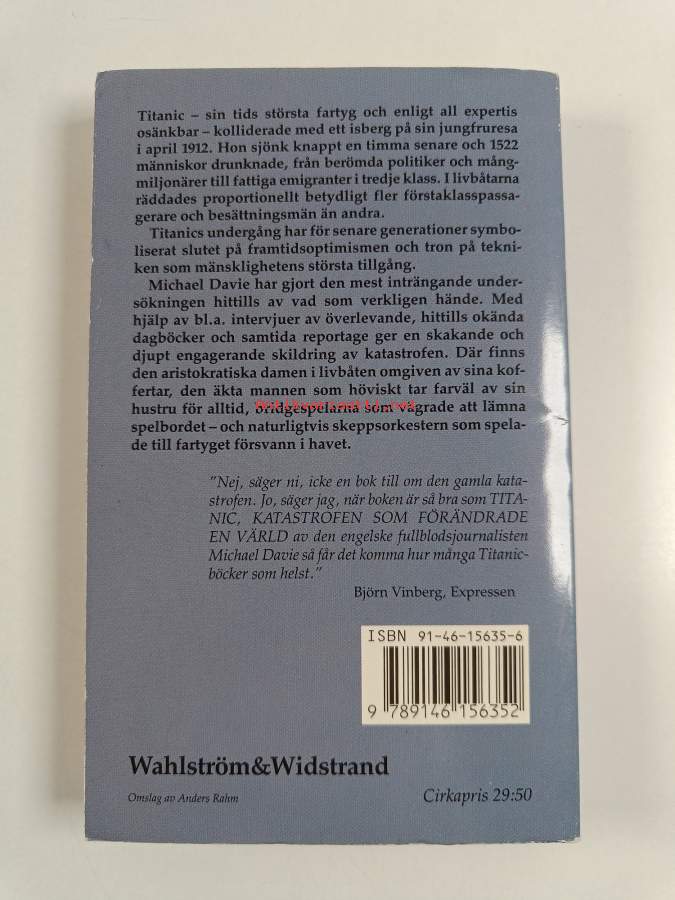 Titanic – sin tids största fartyg och enligt all expertis
osänkbar – kolliderade med ett isberg på sin jungfruresa
i april 1912. Hon sjönk knappt en timma senare och 1522
människor drunknade, från berömda politiker och mång-
miljonärer till fattiga emigranter i tredje klass. I livbåtarna
räddades proportionellt betydligt fler förstaklasspassa-
gerare och besättningsmän än andra.
Titanics undergång har för senare generationer symbo-
liserat slutet på framtidsoptimismen och tron på tekni-
ken som mänsklighetens största tillgång.
Michael Davie har gjort den mest inträngande under-
sökningen hittills av vad som verkligen hände. Med
hjälp av bl.a. intervjuer av överlevande, hittills okända
dagböcker och samtida reportage ger en skakande och
djupt engagerande skildring av katastrofen. Där finns
den aristokratiska damen i livbåten omgiven av sina kof-
fertar, den äkta mannen som höviskt tar farväl av sin
hustru för alltid, bridgespelarna som vägrade att lämna
spelbordet – och naturligtvis skeppsorkestern som spela-
de till fartyget försvann i havet.
"Nej, säger ni, icke en bok till om den gamla kata-
strofen. Jo, säger jag, när boken är så bra som TITA-
NIC, KATASTROFEN SOM FÖRÄNDRADE
EN VÄRLD av den engelske fullblodsjournalisten
Michael Davie så får det komma hur många Titanic-
böcker som helst."
Björn Vinberg, Expressen
ISBN 91-46-15635-6
9 789146 156352
Wahlström&Widstrand
Omslag av Anders Rahm
Cirkapris 29:50